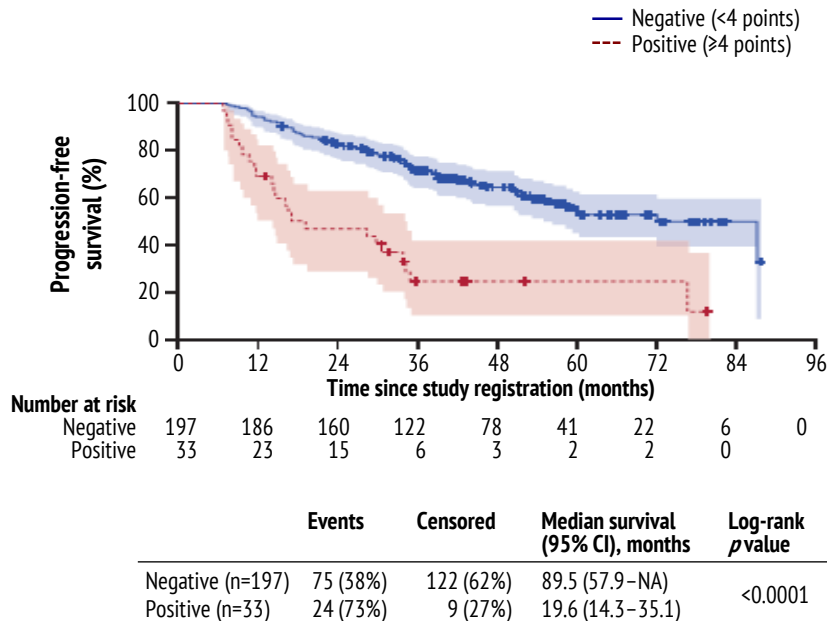 Negative (<4 points)
Positive (≥4 points)
Progression-free
survival (%)
100
80
60
40
20
0
0 12 24 36 48 60 72 84 96
Time since study registration (months)
Number at risk
Negative 197 186 160 122 78 41 22 6 0
Positive 33 23 15 6 3 2 2 0
Events Censored Median survival Log-rank
(95% CI), months p value
Negative (n=197) 75 (38%) 122 (62%) 89.5 (57.9–NA) <0.0001
Positive (n=33) 24 (73%) 9 (27%) 19.6 (14.3–35.1)